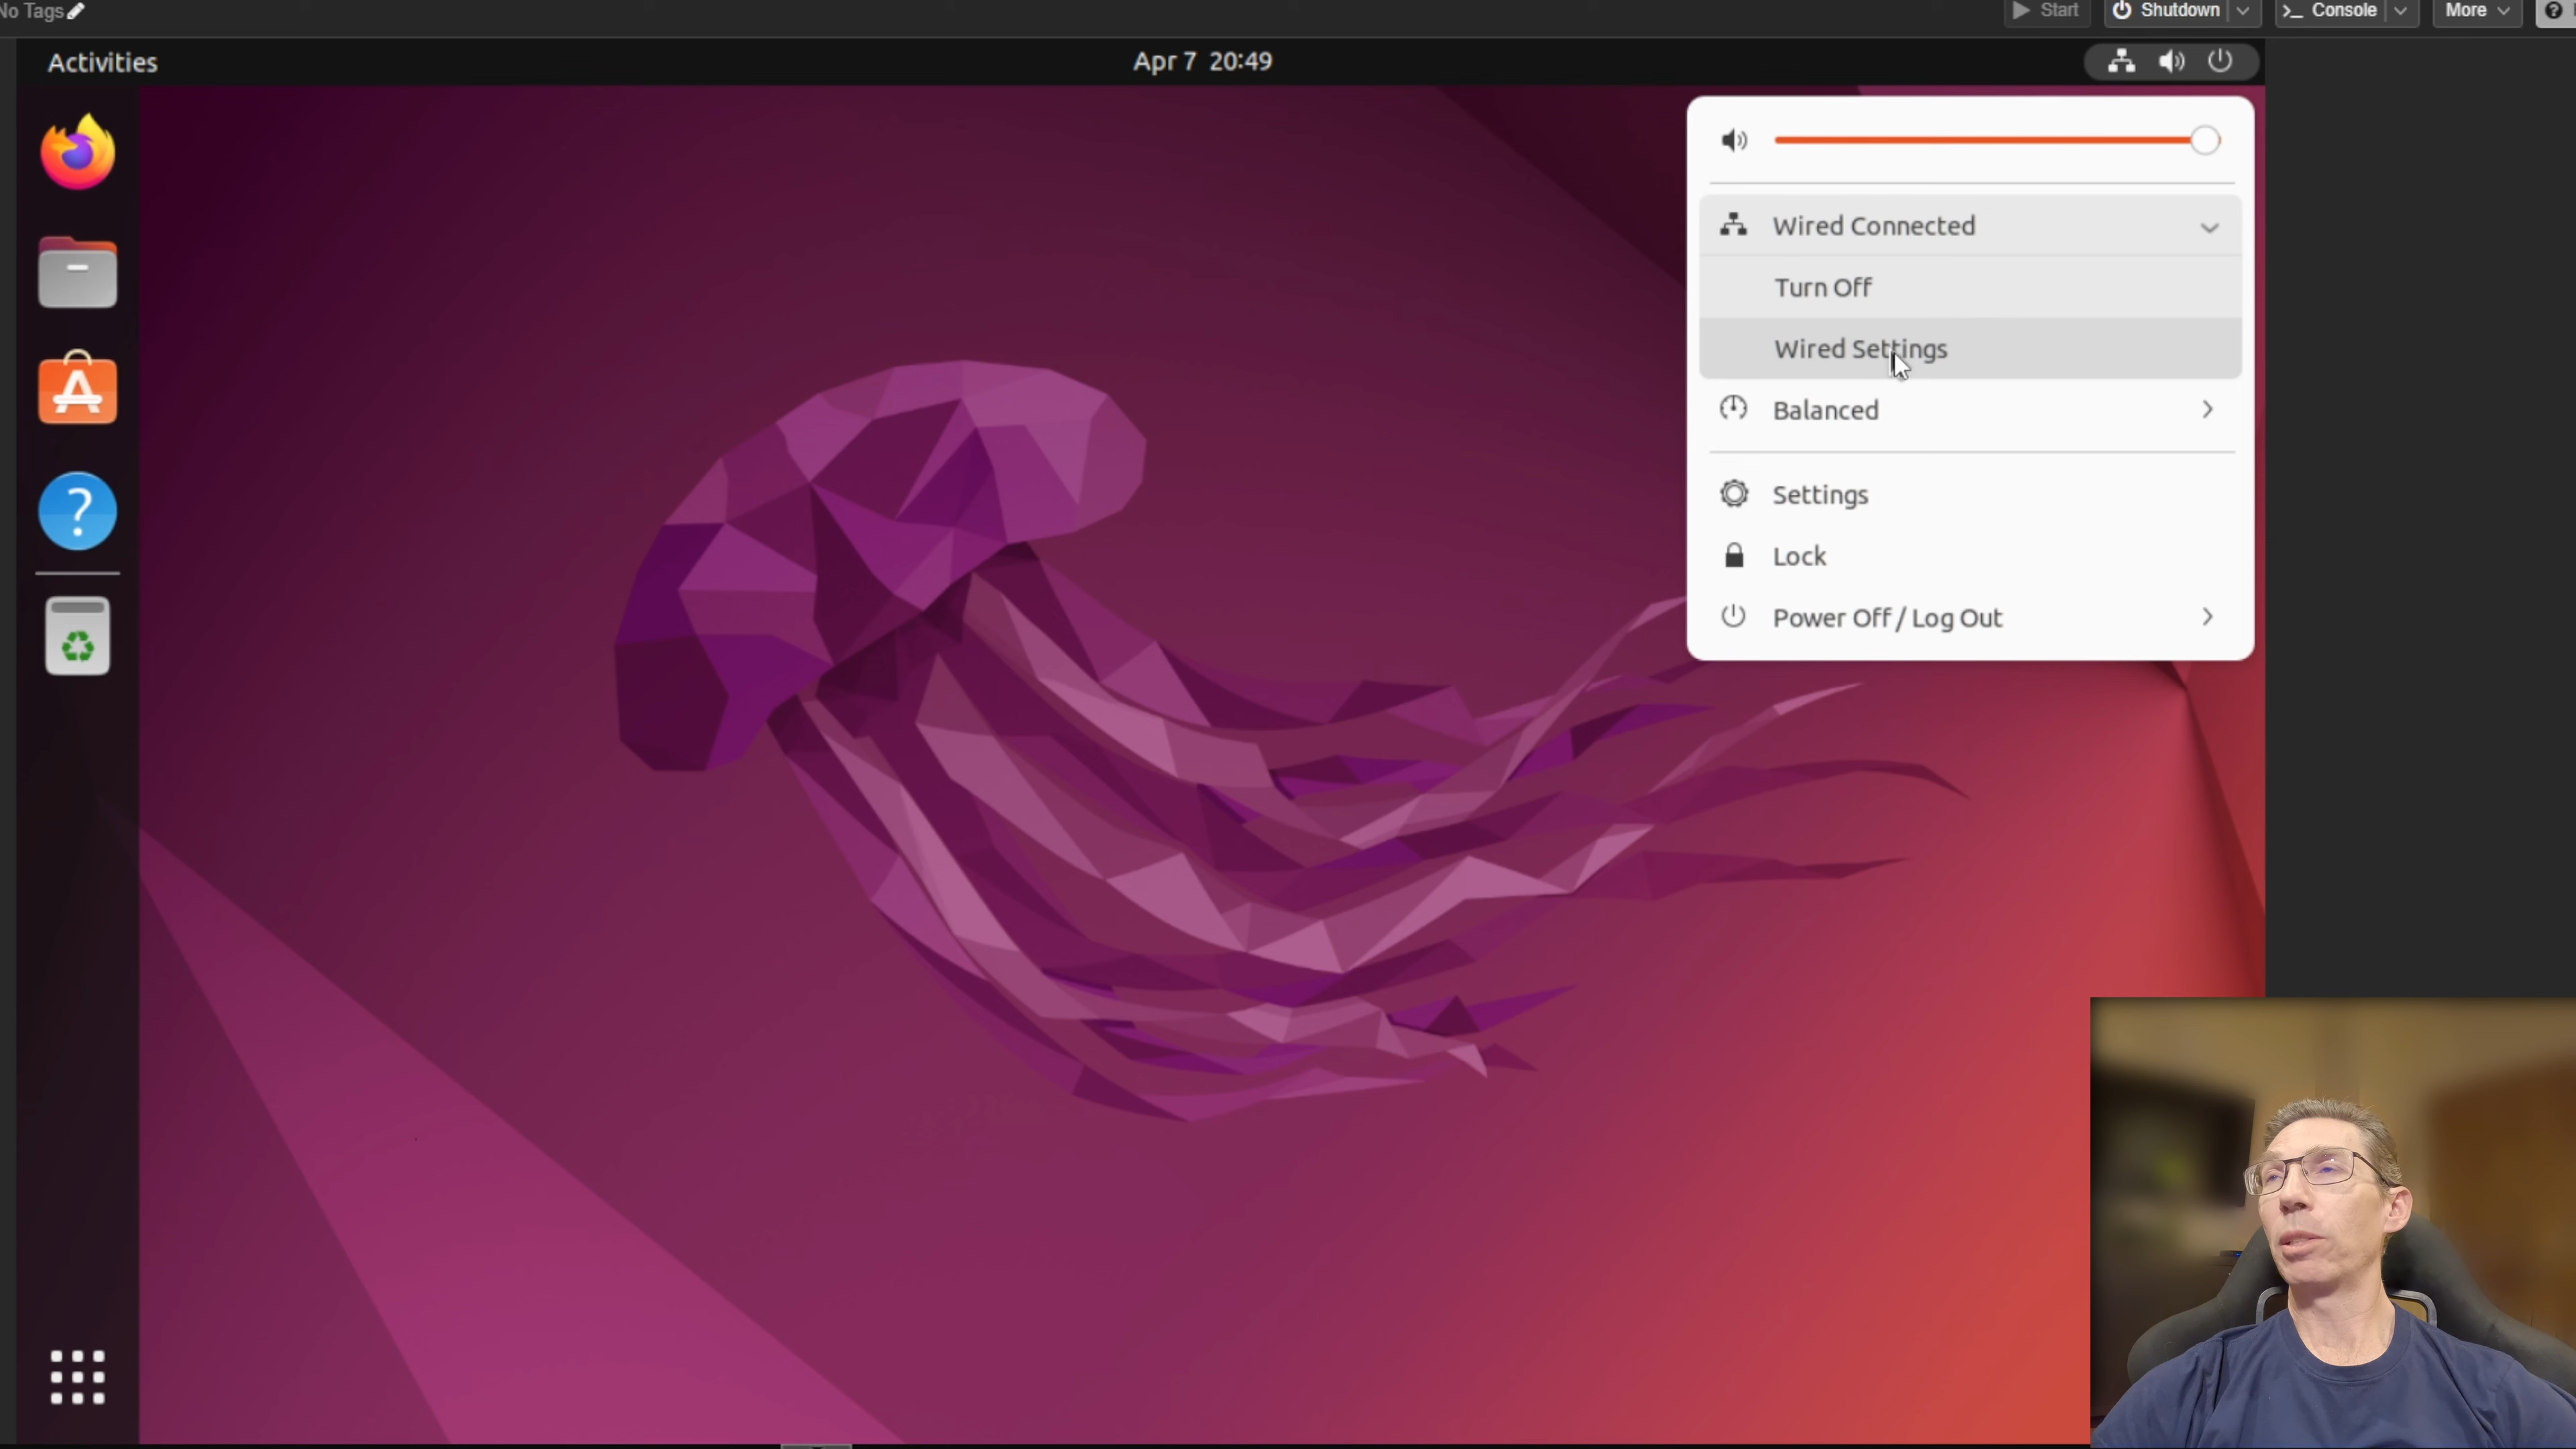 No Tags
Start
Shutdown
Console
More
Activities
Apr 7 20:49
Wired Connected
Turn Off
Wired Settings
Balanced
Settings
Lock
Power Off / Log Out